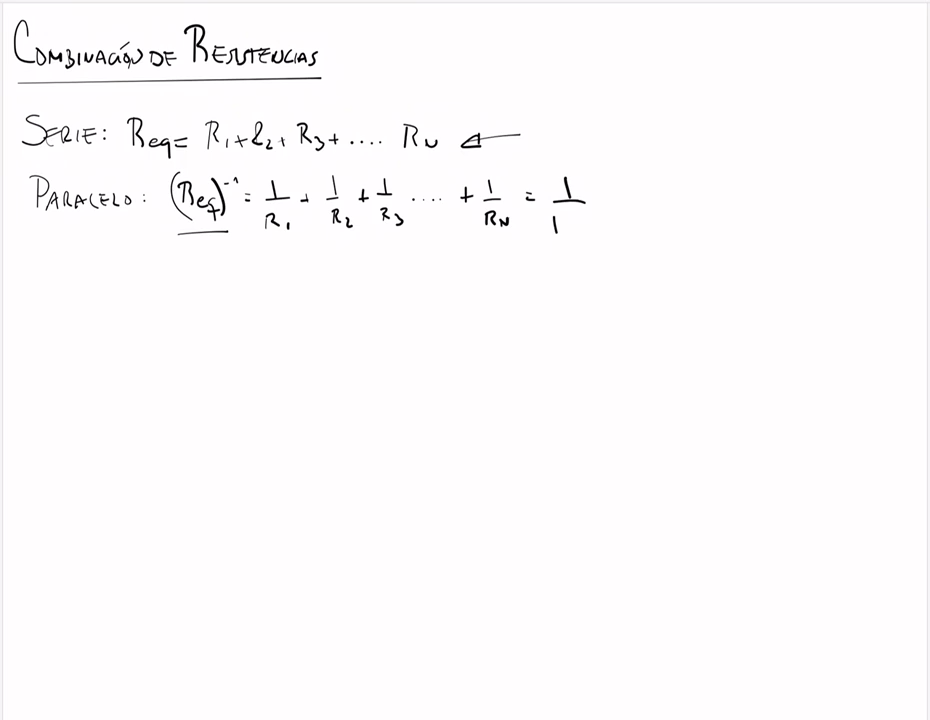 COMBINACIÓN DE RESISTENCIAS
SERIE: Req = R₁ + R₂ + R₃ + .... RN ←
PARALELO: (Req)⁻¹ = 1/R₁ + 1/R₂ + 1/R₃ .... + 1/RN = 1/